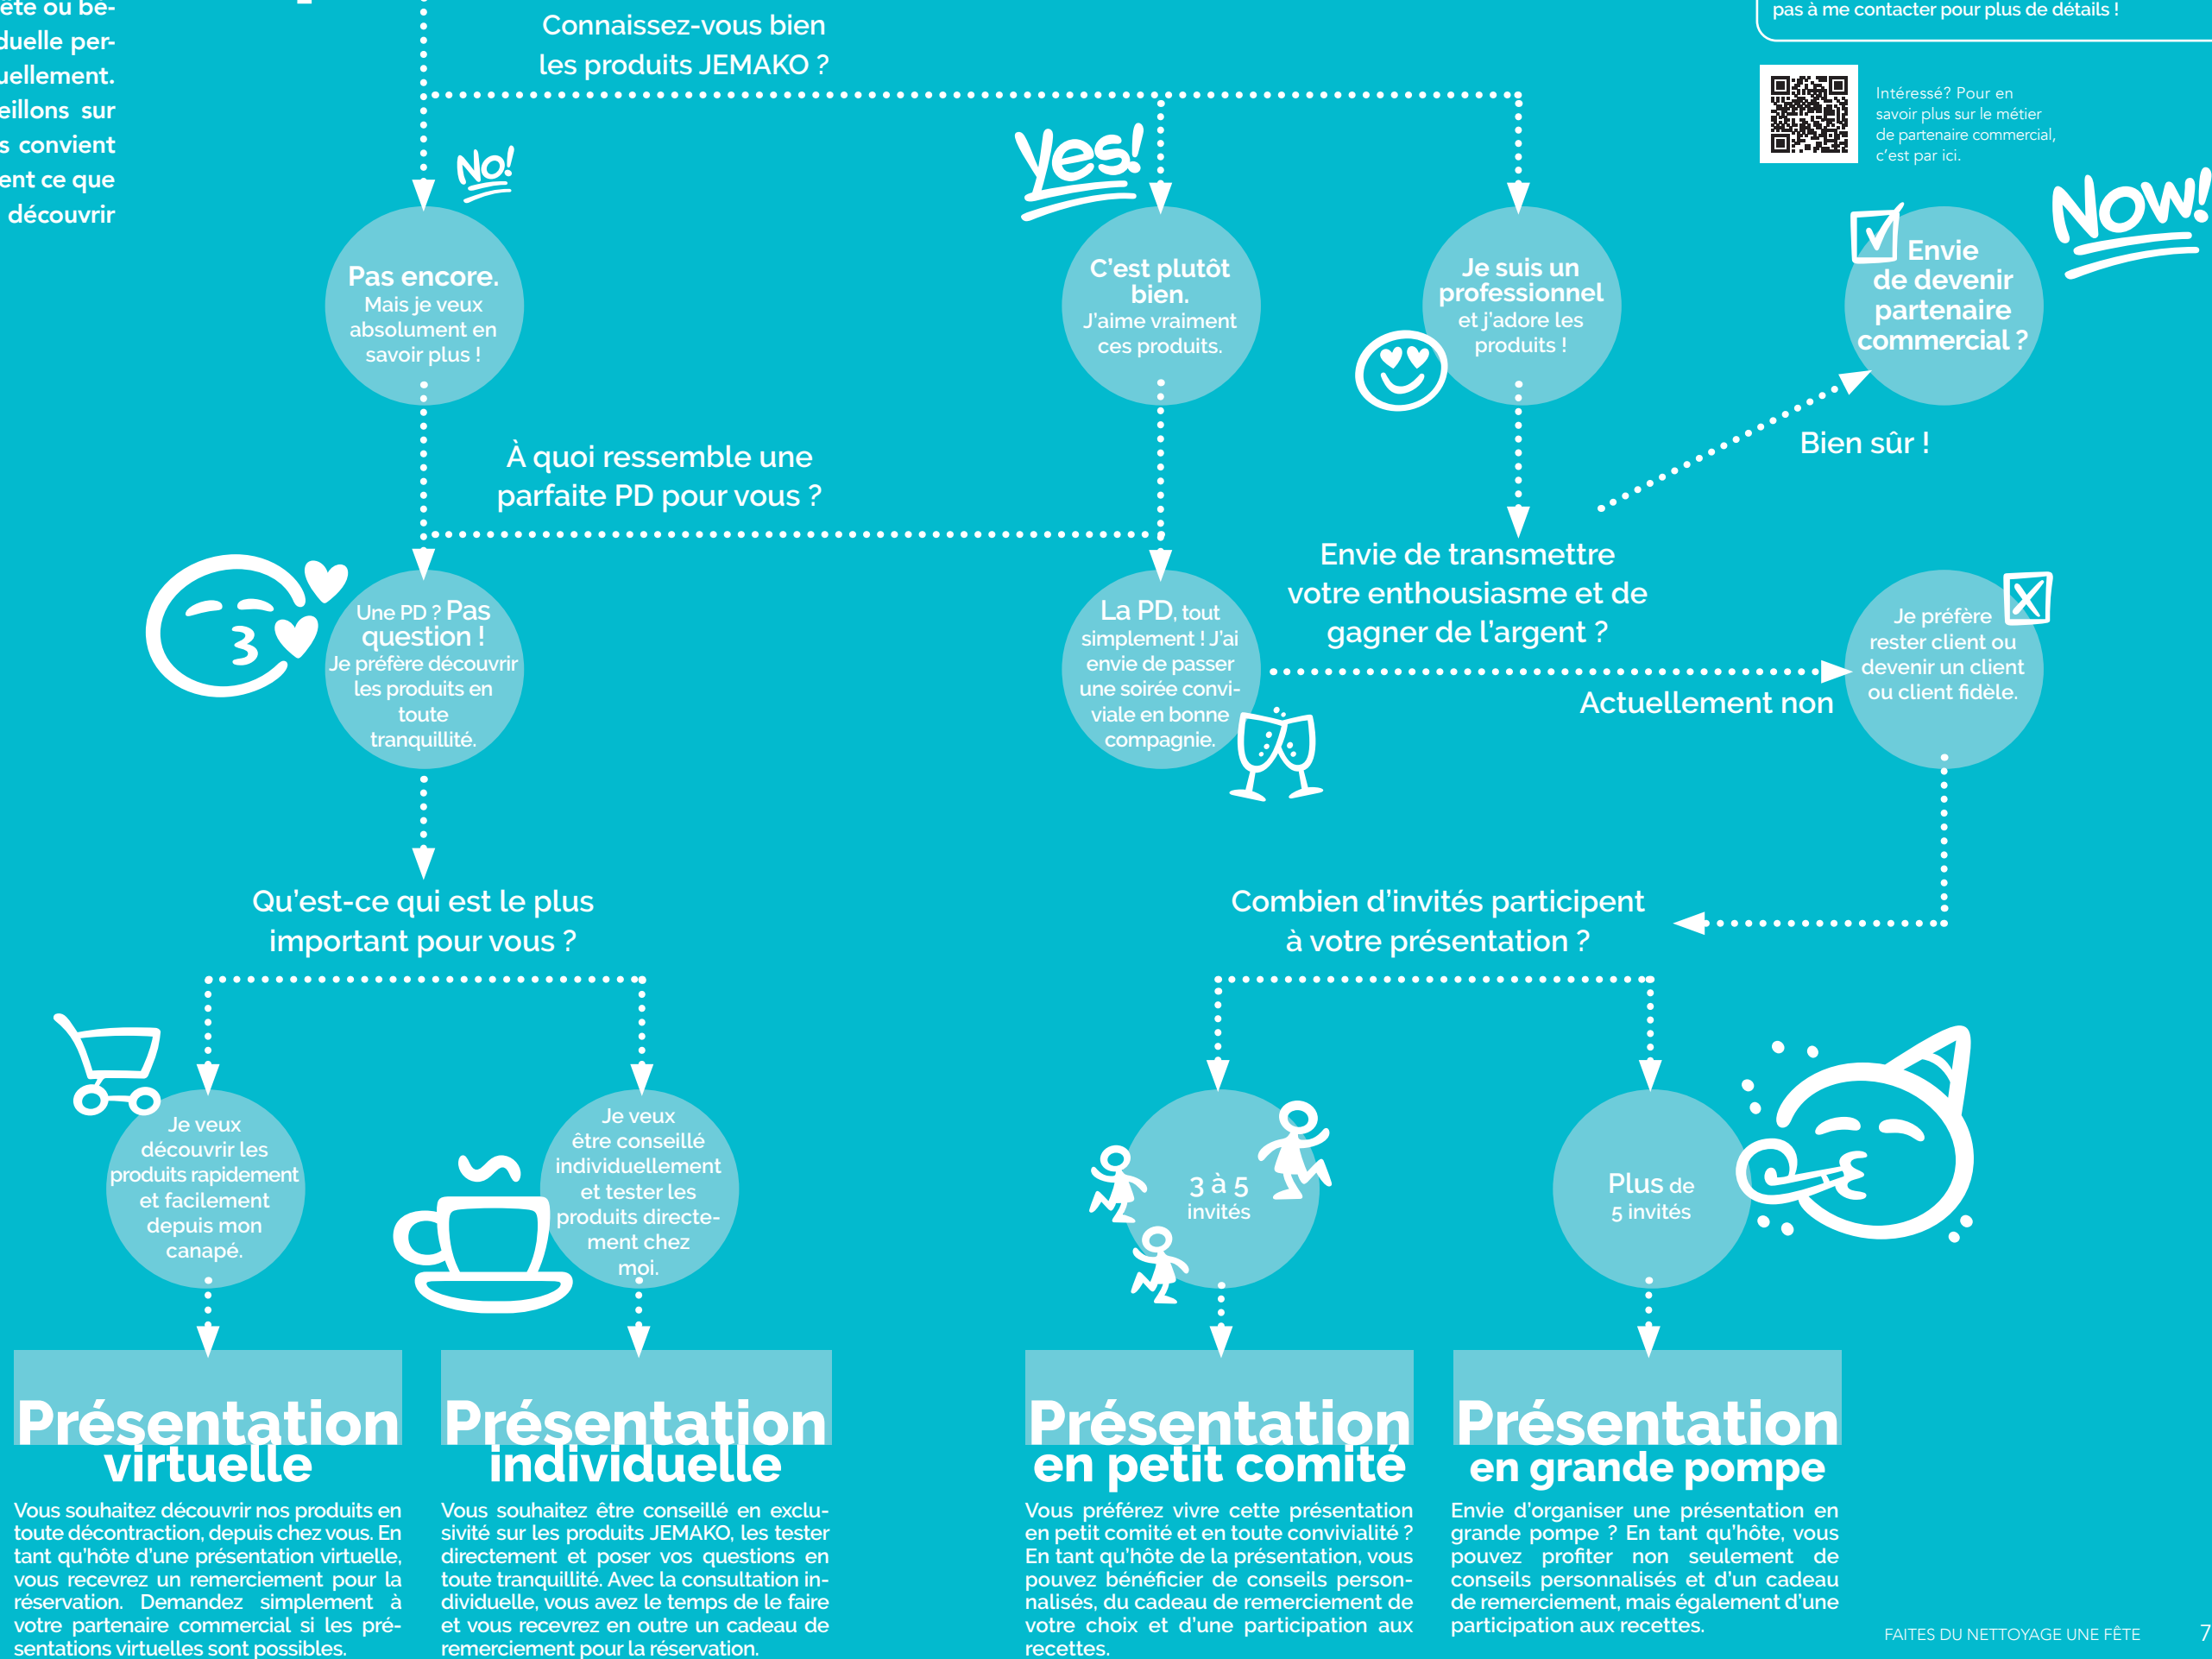 ête ou bé-
duelle per-
uellement.
eillons sur
s convient
ent ce que
découvrir
Connaissez-vous bien
les produits JEMAKO ?
pas à me contacter pour plus de détails !
Intéressé? Pour en
savoir plus sur le métier
de partenaire commercial,
c’est par ici.
No!
Yes!
Now!
Pas encore.
Mais je veux
absolument en
savoir plus !
C’est plutôt
bien.
J’aime vraiment
ces produits.
Je suis un
professionnel
et j’adore les
produits !
Envie
de devenir
partenaire
commercial ?
Bien sûr !
À quoi ressemble une
parfaite PD pour vous ?
Envie de transmettre
votre enthousiasme et de
gagner de l’argent ?
Une PD ? Pas
question !
Je préfère découvrir
les produits en
toute
tranquillité.
La PD, tout
simplement ! J’ai
envie de passer
une soirée convi-
viale en bonne
compagnie.
Actuellement non
Je préfère
rester client ou
devenir un client
ou client fidèle.
Qu’est-ce qui est le plus
important pour vous ?
Combien d’invités participent
à votre présentation ?
Je veux
découvrir les
produits rapidement
et facilement
depuis mon
canapé.
Je veux
être conseillé
individuellement
et tester les
produits directe-
ment chez
moi.
3 à 5
invités
Plus de
5 invités
Présentation
virtuelle
Vous souhaitez découvrir nos produits en
toute décontraction, depuis chez vous. En
tant qu’hôte d’une présentation virtuelle,
vous recevrez un remerciement pour la
réservation. Demandez simplement à
votre partenaire commercial si les pré-
sentations virtuelles sont possibles.
Présentation
individuelle
Vous souhaitez être conseillé en exclu-
sivité sur les produits JEMAKO, les tester
directement et poser vos questions en
toute tranquillité. Avec la consultation in-
dividuelle, vous avez le temps de le faire
et vous recevrez en outre un cadeau de
remerciement pour la réservation.
Présentation
en petit comité
Vous préférez vivre cette présentation
en petit comité et en toute convivialité ?
En tant qu’hôte de la présentation, vous
pouvez bénéficier de conseils person-
nalisés, du cadeau de remerciement de
votre choix et d’une participation aux
recettes.
Présentation
en grande pompe
Envie d’organiser une présentation en
grande pompe ? En tant qu’hôte, vous
pouvez profiter non seulement de
conseils personnalisés et d’un cadeau
de remerciement, mais également d’une
participation aux recettes.
FAITES DU NETTOYAGE UNE FÊTE 7